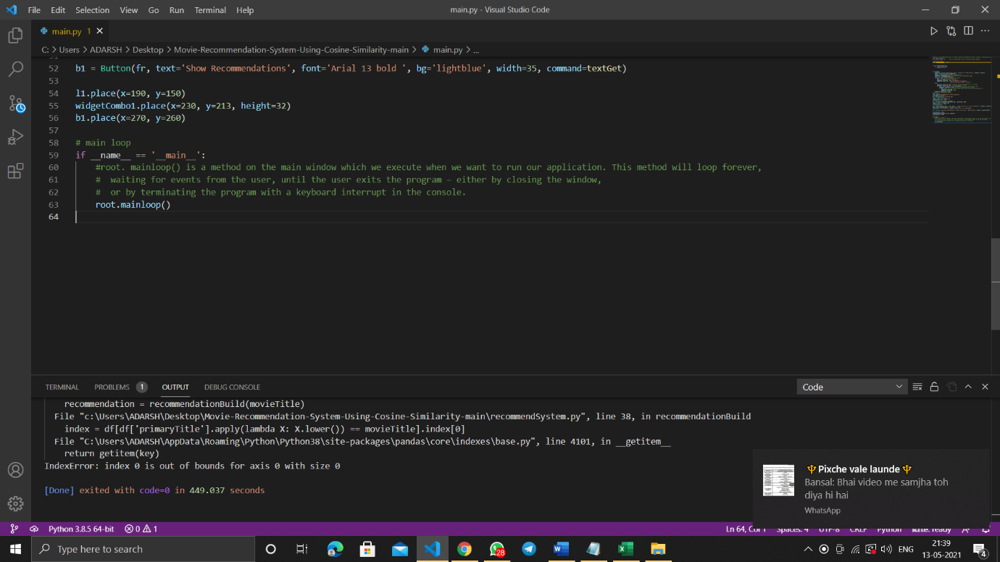 File Edit Selection View Go Run Terminal Help
main.py - Visual Studio Code
main.py 1
C: > Users > ADARSH > Desktop > Movie-Recommendation-System-Using-Cosine-Similarity-main > main.py > ...
52 b1 = Button(fr, text='Show Recommendations', font='Arial 13 bold ', bg='lightblue', width=35, command=textGet)
53
54 l1.place(x=190, y=150)
55 widgetCombo1.place(x=230, y=213, height=32)
56 b1.place(x=270, y=260)
57
58 # main loop
59 if __name__ == '__main__':
60 #root. mainloop() is a method on the main window which we execute when we want to run our application. This method will loop forever,
61 #  waiting for events from the user, until the user exits the program – either by closing the window,
62 #  or by terminating the program with a keyboard interrupt in the console.
63 root.mainloop()
64
TERMINAL PROBLEMS 1 OUTPUT DEBUG CONSOLE
Code
recommendation = recommendationBuild(movieTitle)
File "c:\Users\ADARSH\Desktop\Movie-Recommendation-System-Using-Cosine-Similarity-main\recommendSystem.py", line 38, in recommendationBuild
index = df[df['primaryTitle'].apply(lambda X: X.lower()) == movieTitle].index[0]
File "C:\Users\ADARSH\AppData\Roaming\Python\Python38\site-packages\pandas\core\indexes\base.py", line 4101, in __getitem__
return getitem(key)
IndexError: index 0 is out of bounds for axis 0 with size 0
[Done] exited with code=0 in 449.037 seconds
Pixche vale launde
Bansal: Bhai video me samjha toh
diya hi hai
WhatsApp
Python 3.8.5 64-bit 0 1
Ln 64, Col 1 Spaces: 4 UTF-8 CRLF Python Kite: ready
Type here to search
28
ENG
21:39
13-05-2021
4